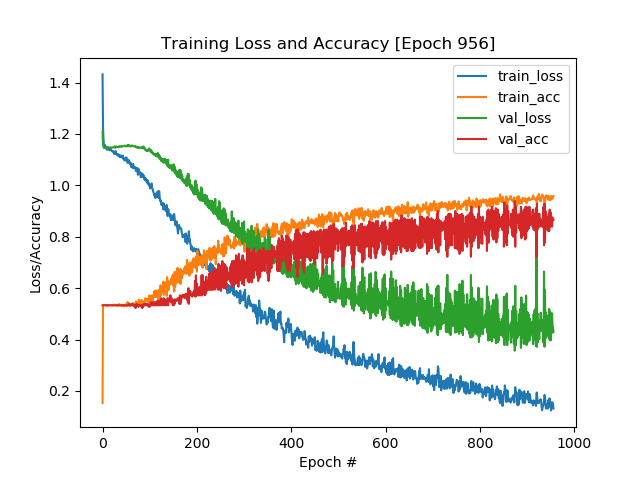 Training Loss and Accuracy [Epoch 956]
train_loss
train_acc
val_loss
val_acc
1.4
1.2
1.0
0.8
0.6
0.4
0.2
Loss/Accuracy
0 200 400 600 800 1000
Epoch #